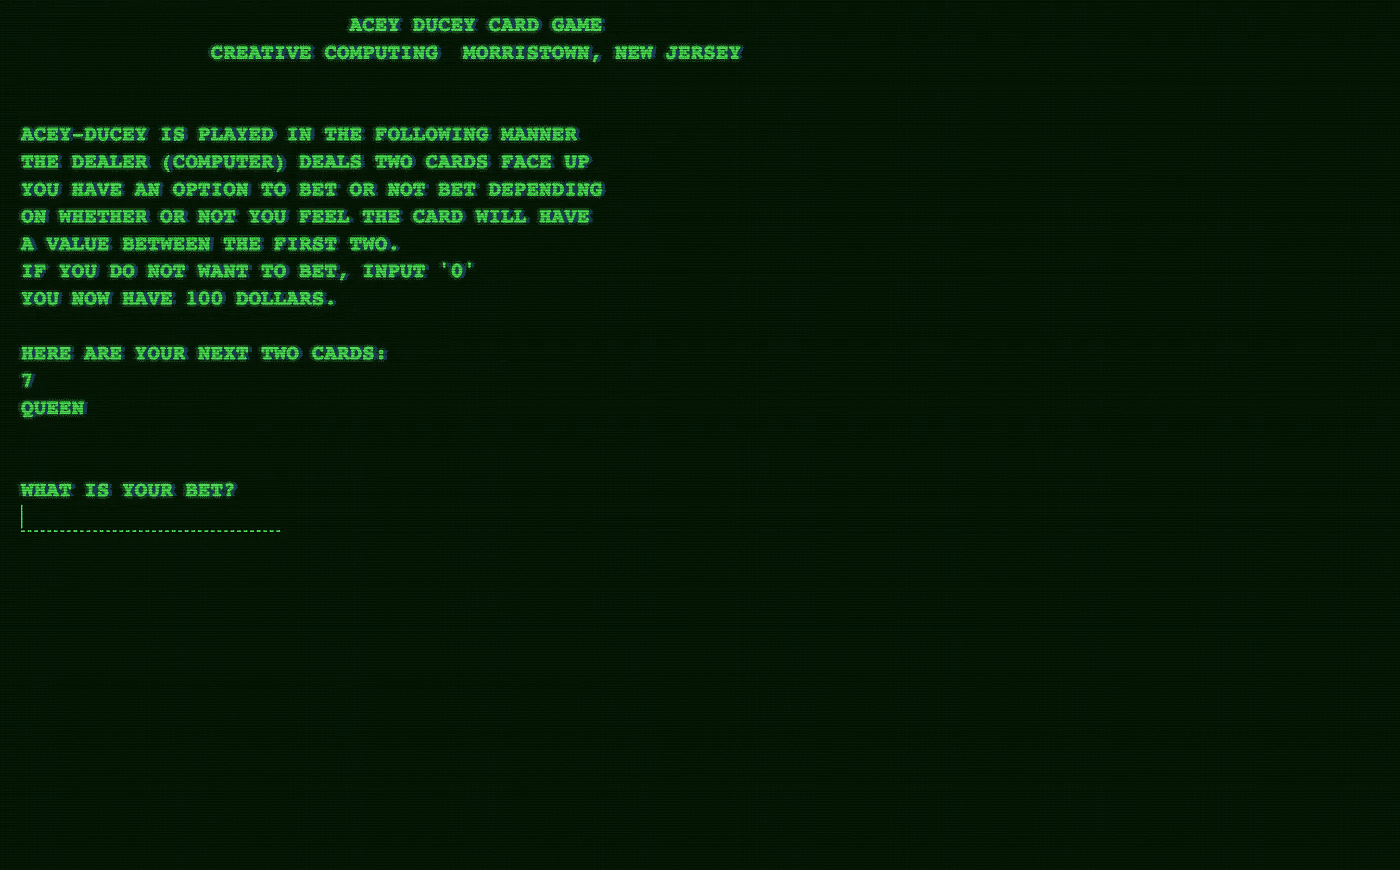 ACEY DUCEY CARD GAME
CREATIVE COMPUTING  MORRISTOWN, NEW JERSEY
ACEY-DUCEY IS PLAYED IN THE FOLLOWING MANNER
THE DEALER (COMPUTER) DEALS TWO CARDS FACE UP
YOU HAVE AN OPTION TO BET OR NOT BET DEPENDING
ON WHETHER OR NOT YOU FEEL THE CARD WILL HAVE
A VALUE BETWEEN THE FIRST TWO.
IF YOU DO NOT WANT TO BET, INPUT '0'
YOU NOW HAVE 100 DOLLARS.
HERE ARE YOUR NEXT TWO CARDS:
7
QUEEN
WHAT IS YOUR BET?